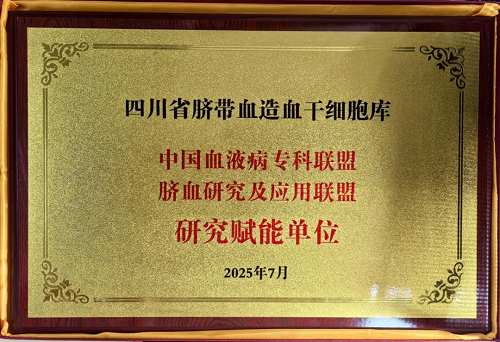 四川省脐带血造血干细胞库
中国血液病专科联盟
脐血研究及应用联盟
研究赋能单位
2025年7月